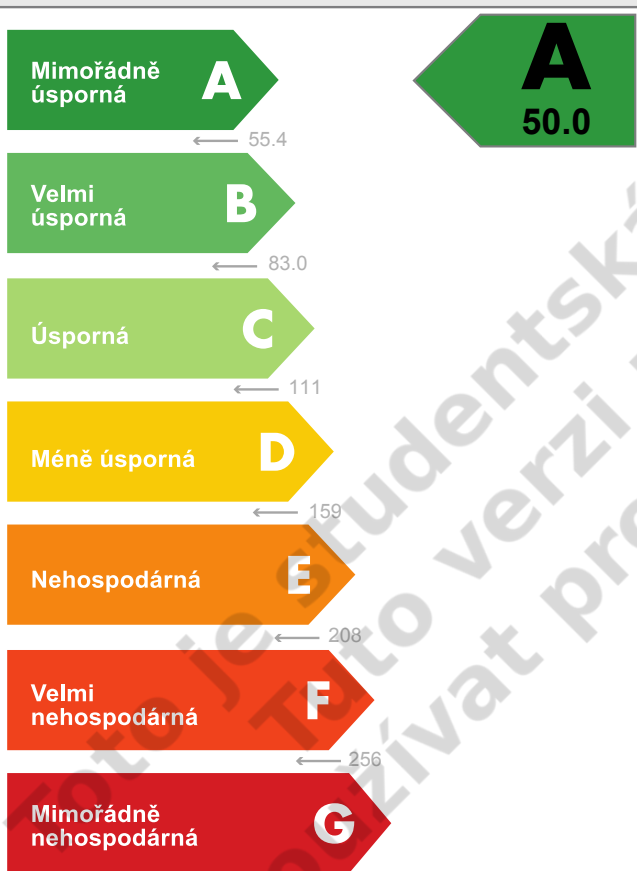 Mimořádně
úsporná
A
A
50.0
55.4
Velmi
úsporná
B
83.0
Úsporná
C
111
Méně úsporná
D
159
Nehospodárná
E
208
Velmi
nehospodárná
F
256
Mimořádně
nehospodárná
G
Toto je studentská
Tuto verzi
používat pro